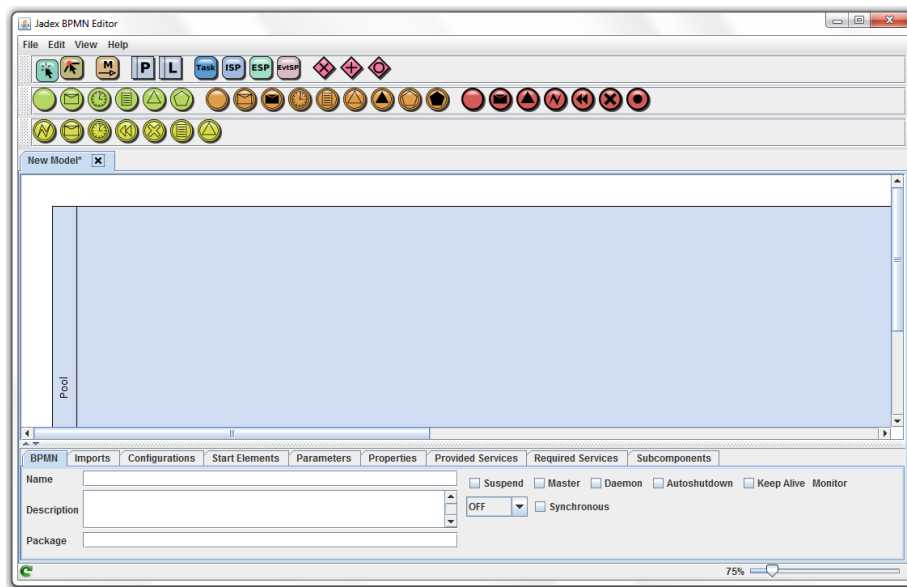 Jadex BPMN Editor
File Edit View Help
M P L Task ISP ESP EvtSP
New Model*
Pool
BPMN Imports Configurations Start Elements Parameters Properties Provided Services Required Services Subcomponents
Name Suspend Master Daemon Autoshutdown Keep Alive Monitor
Description OFF Synchronous
Package
75%